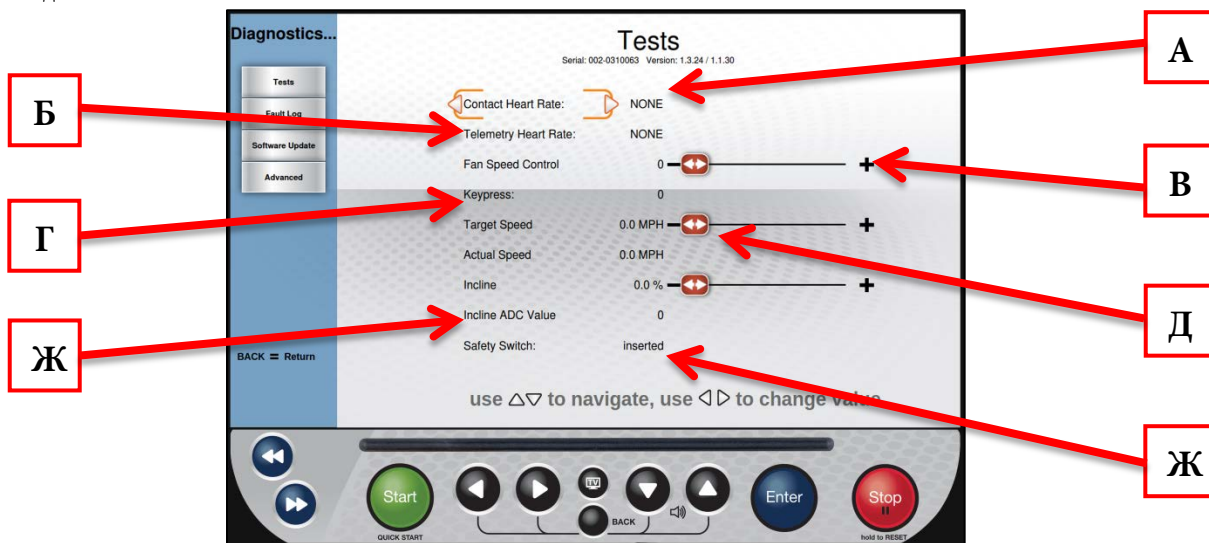 Diagnostics...
Tests
Serial: 002-0310063 Version: 1.3.24 / 1.1.30
А
Tests
Contact Heart Rate: NONE
Б
Fault Log
Telemetry Heart Rate: NONE
Software Update
Fan Speed Control 0
В
Advanced
Keypress: 0
Г
Target Speed 0.0 MPH
Actual Speed 0.0 MPH
Incline 0.0 %
Д
Incline ADC Value 0
Safety Switch: inserted
Ж
BACK = Return
use △▽ to navigate, use ◁ ▷ to change value
Ж
Start
TV
Enter
Stop
BACK
QUICK START
hold to RESET